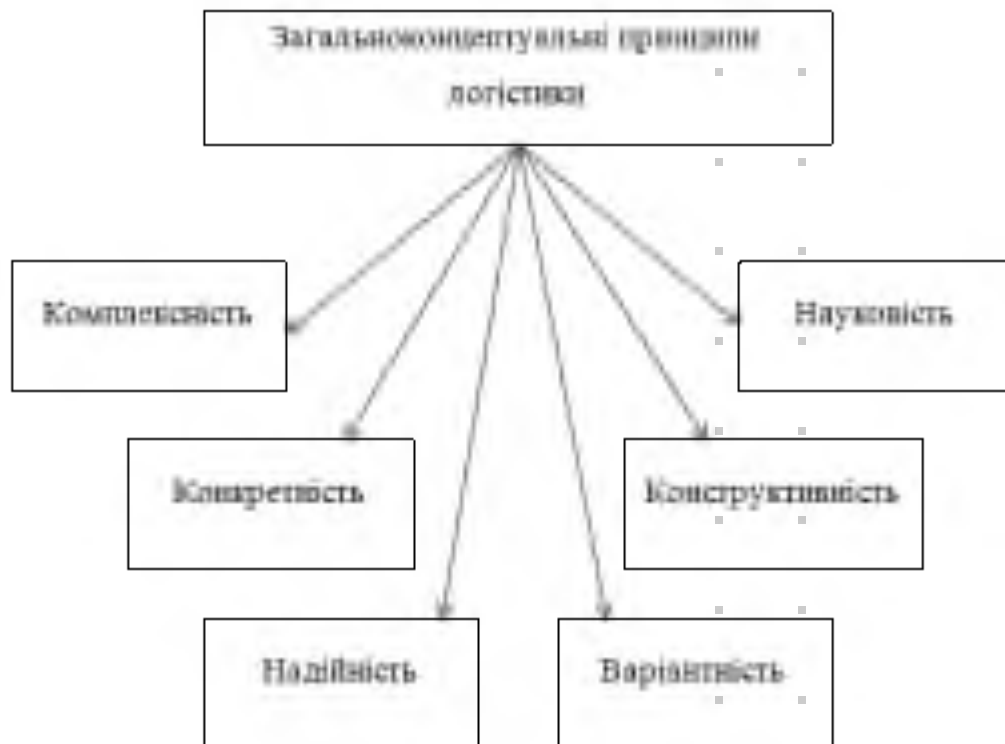 Загальноконцептуальні принципи
логістики
Комплексність
Науковість
Конкретність
Конструктивність
Надійність
Варіантність